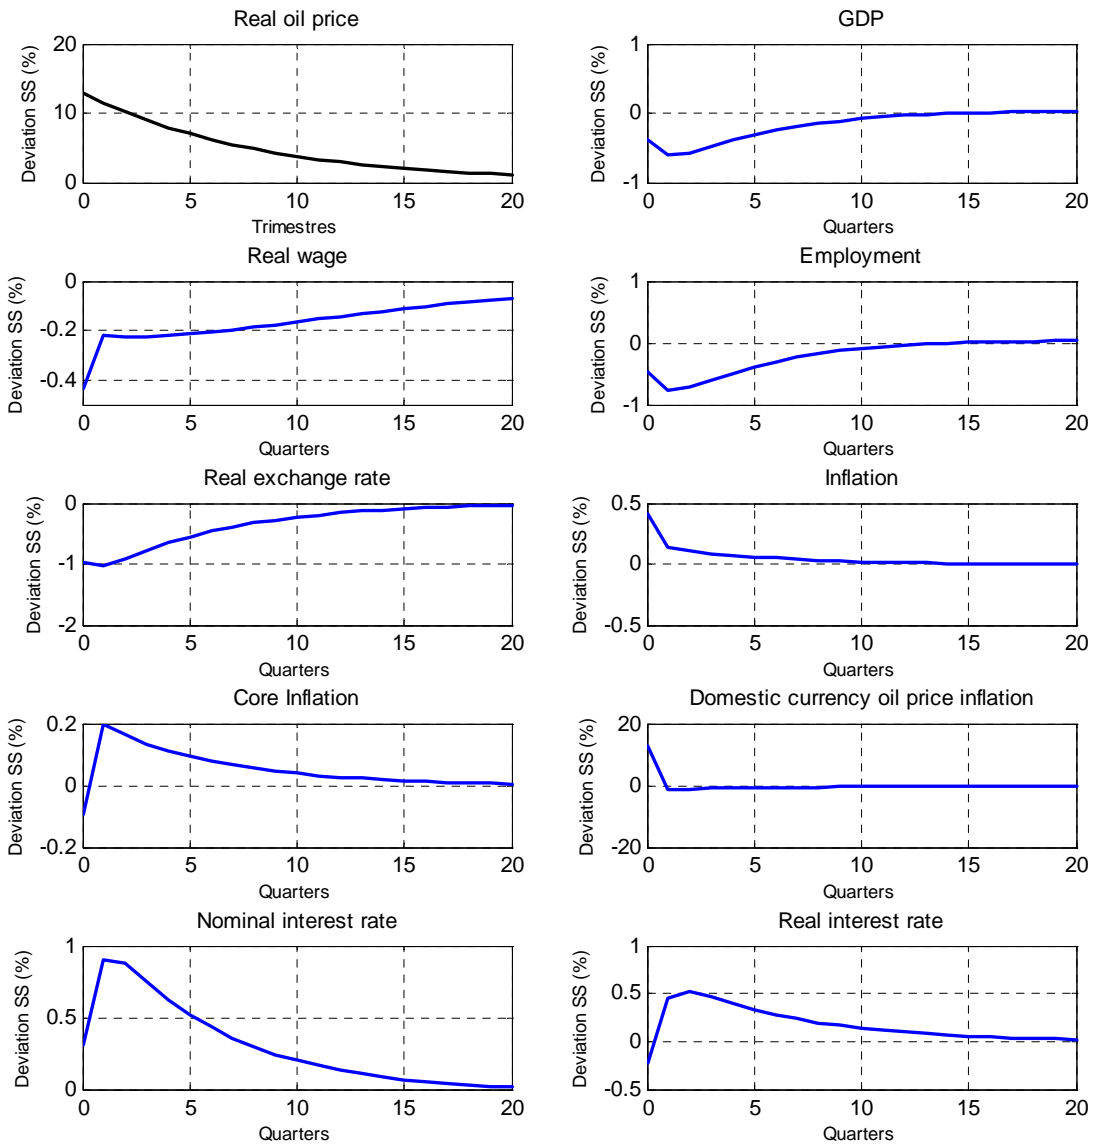 Real oil price
20
10
0
Deviation SS (%)
0 5 10 15 20
Trimestres
GDP
1
0
-1
Deviation SS (%)
0 5 10 15 20
Quarters
Real wage
0
-0.2
-0.4
Deviation SS (%)
0 5 10 15 20
Quarters
Employment
1
0
-1
Deviation SS (%)
0 5 10 15 20
Quarters
Real exchange rate
0
-1
-2
Deviation SS (%)
0 5 10 15 20
Quarters
Inflation
0.5
0
-0.5
Deviation SS (%)
0 5 10 15 20
Quarters
Core Inflation
0.2
0
-0.2
Deviation SS (%)
0 5 10 15 20
Quarters
Domestic currency oil price inflation
20
0
-20
Deviation SS (%)
0 5 10 15 20
Quarters
Nominal interest rate
1
0.5
0
Deviation SS (%)
0 5 10 15 20
Quarters
Real interest rate
1
0.5
0
-0.5
Deviation SS (%)
0 5 10 15 20
Quarters